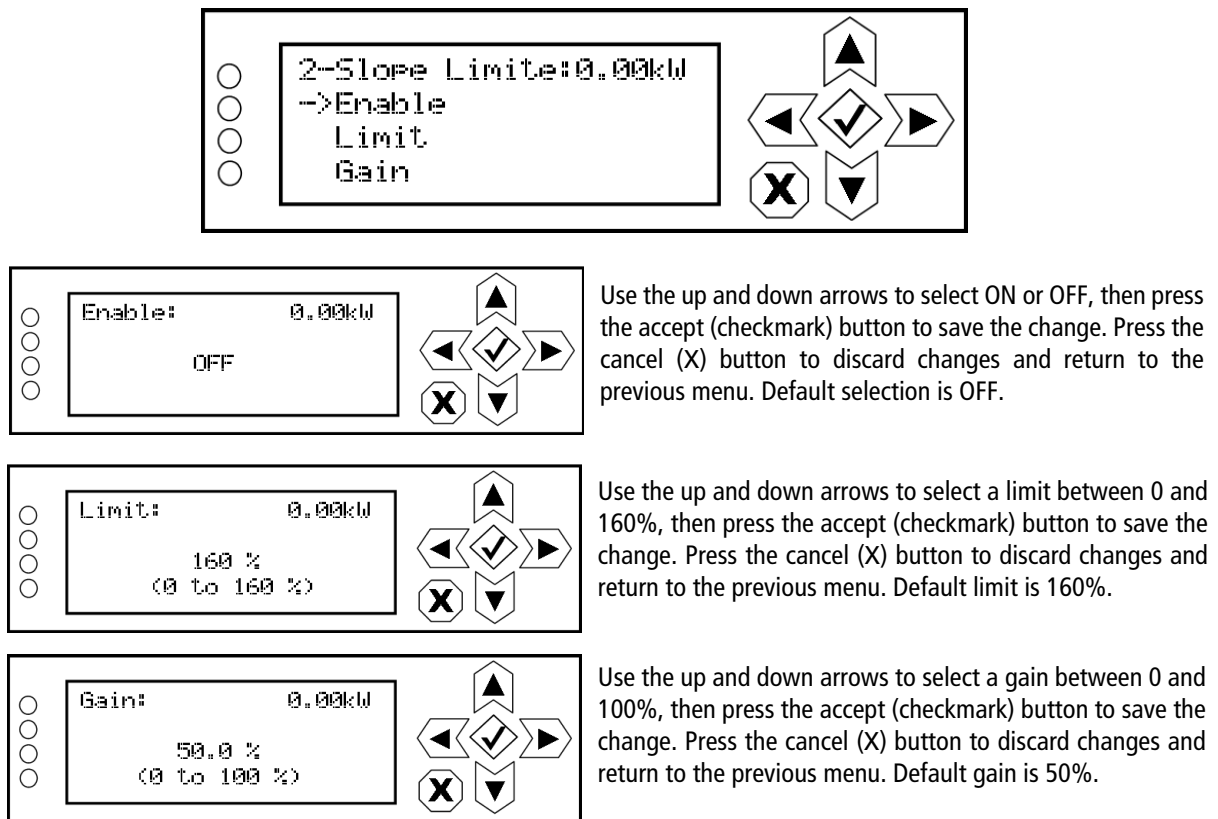 2-Slope Limite:0.00kW
->Enable
Limit
Gain
Enable: 0.00kW
OFF
Use the up and down arrows to select ON or OFF, then press
the accept (checkmark) button to save the change. Press the
cancel (X) button to discard changes and return to the
previous menu. Default selection is OFF.
Limit: 0.00kW
160 %
(0 to 160 %)
Use the up and down arrows to select a limit between 0 and
160%, then press the accept (checkmark) button to save the
change. Press the cancel (X) button to discard changes and
return to the previous menu. Default limit is 160%.
Gain: 0.00kW
50.0 %
(0 to 100 %)
Use the up and down arrows to select a gain between 0 and
100%, then press the accept (checkmark) button to save the
change. Press the cancel (X) button to discard changes and
return to the previous menu. Default gain is 50%.